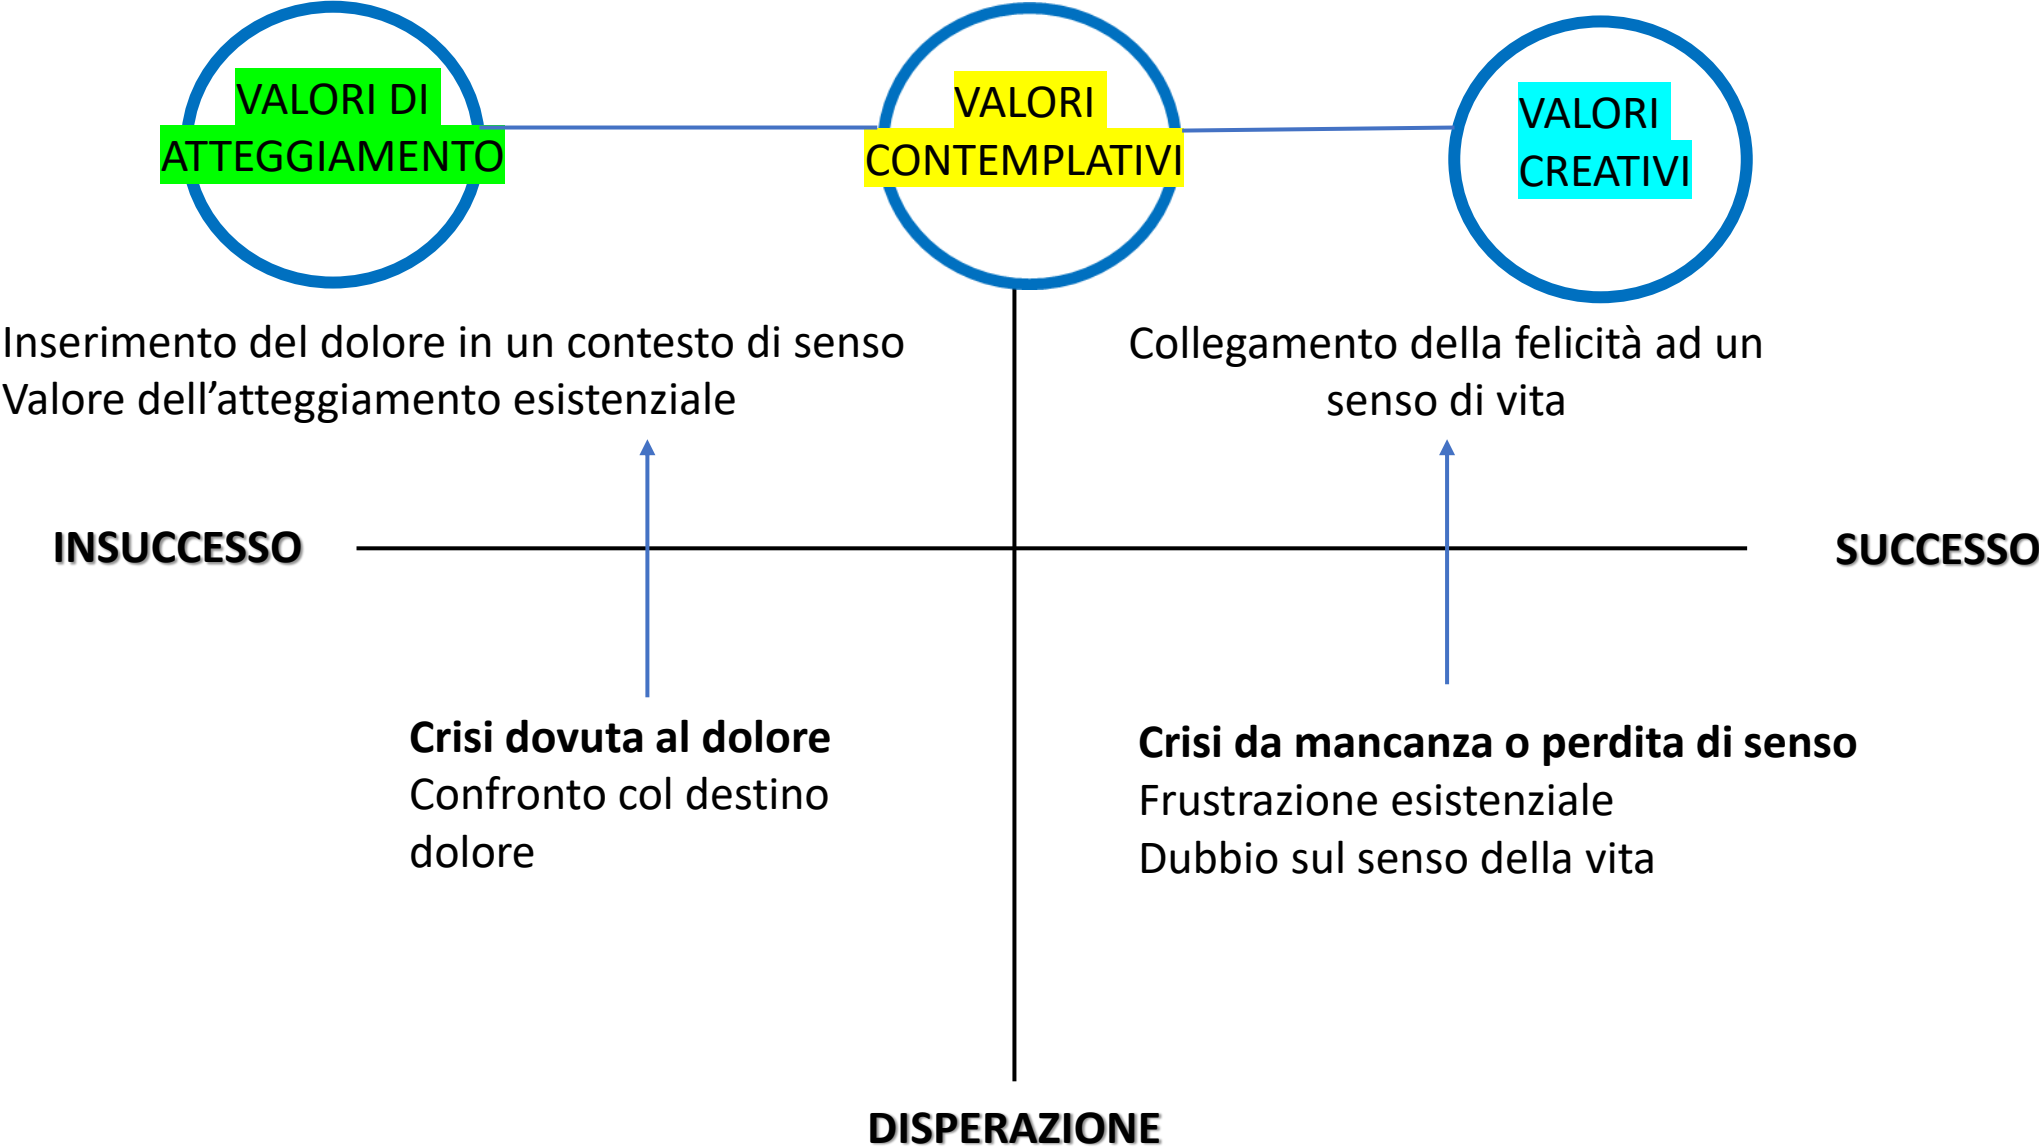 VALORI DI
ATTEGGIAMENTO
VALORI
CONTEMPLATIVI
VALORI
CREATIVI
Inserimento del dolore in un contesto di senso
Valore dell’atteggiamento esistenziale
Collegamento della felicità ad un
senso di vita
INSUCCESSO
SUCCESSO
Crisi dovuta al dolore
Confronto col destino
dolore
Crisi da mancanza o perdita di senso
Frustrazione esistenziale
Dubbio sul senso della vita
DISPERAZIONE